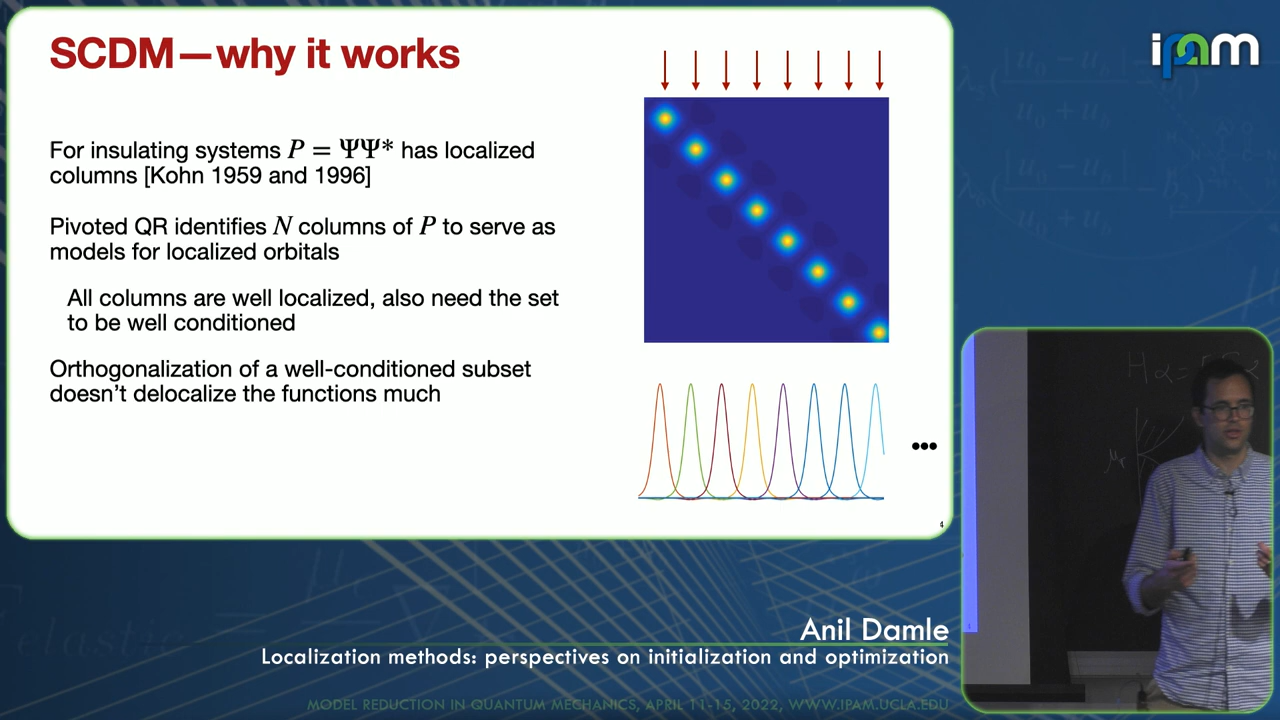 SCDM—why it works
For insulating systems P = ΨΨ* has localized
columns [Kohn 1959 and 1996]
Pivoted QR identifies N columns of P to serve as
models for localized orbitals
All columns are well localized, also need the set
to be well conditioned
Orthogonalization of a well-conditioned subset
doesn’t delocalize the functions much
•••
4
ipam
Anil Damle
Localization methods: perspectives on initialization and optimization
MODEL REDUCTION IN QUANTUM MECHANICS, APRIL 11-15, 2022, WWW.IPAM.UCLA.EDU
elastic